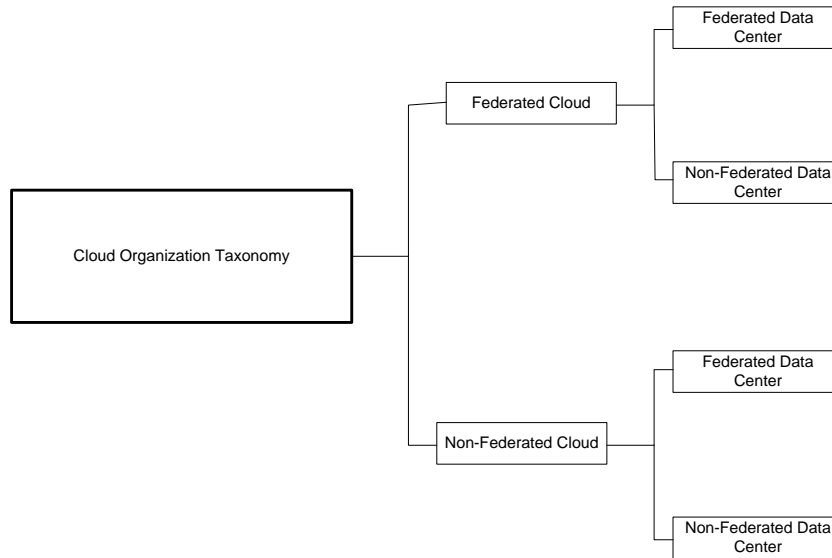 Federated Data
Center
Federated Cloud
Non-Federated Data
Center
Cloud Organization Taxonomy
Federated Data
Center
Non-Federated Cloud
Non-Federated Data
Center